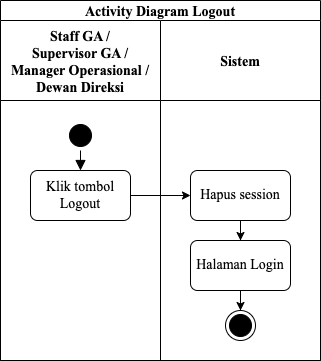 Activity Diagram Logout
Staff GA /
Supervisor GA /
Manager Operasional /
Dewan Direksi
Sistem
Klik tombol
Logout
Hapus session
Halaman Login